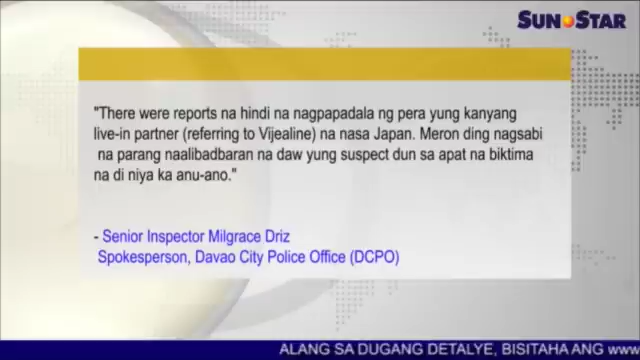 SUN STAR
"There were reports na hindi na nagpapadala ng pera yung kanyang
live-in partner (referring to Vijealine) na nasa Japan. Meron ding nagsabi
na parang naalibadbaran na daw yung suspect dun sa apat na biktima
na di niya ka anu-ano."
- Senior Inspector Milgrace Driz
Spokesperson, Davao City Police Office (DCPO)
ALANG SA DUGANG DETALYE, BISITAHA ANG www